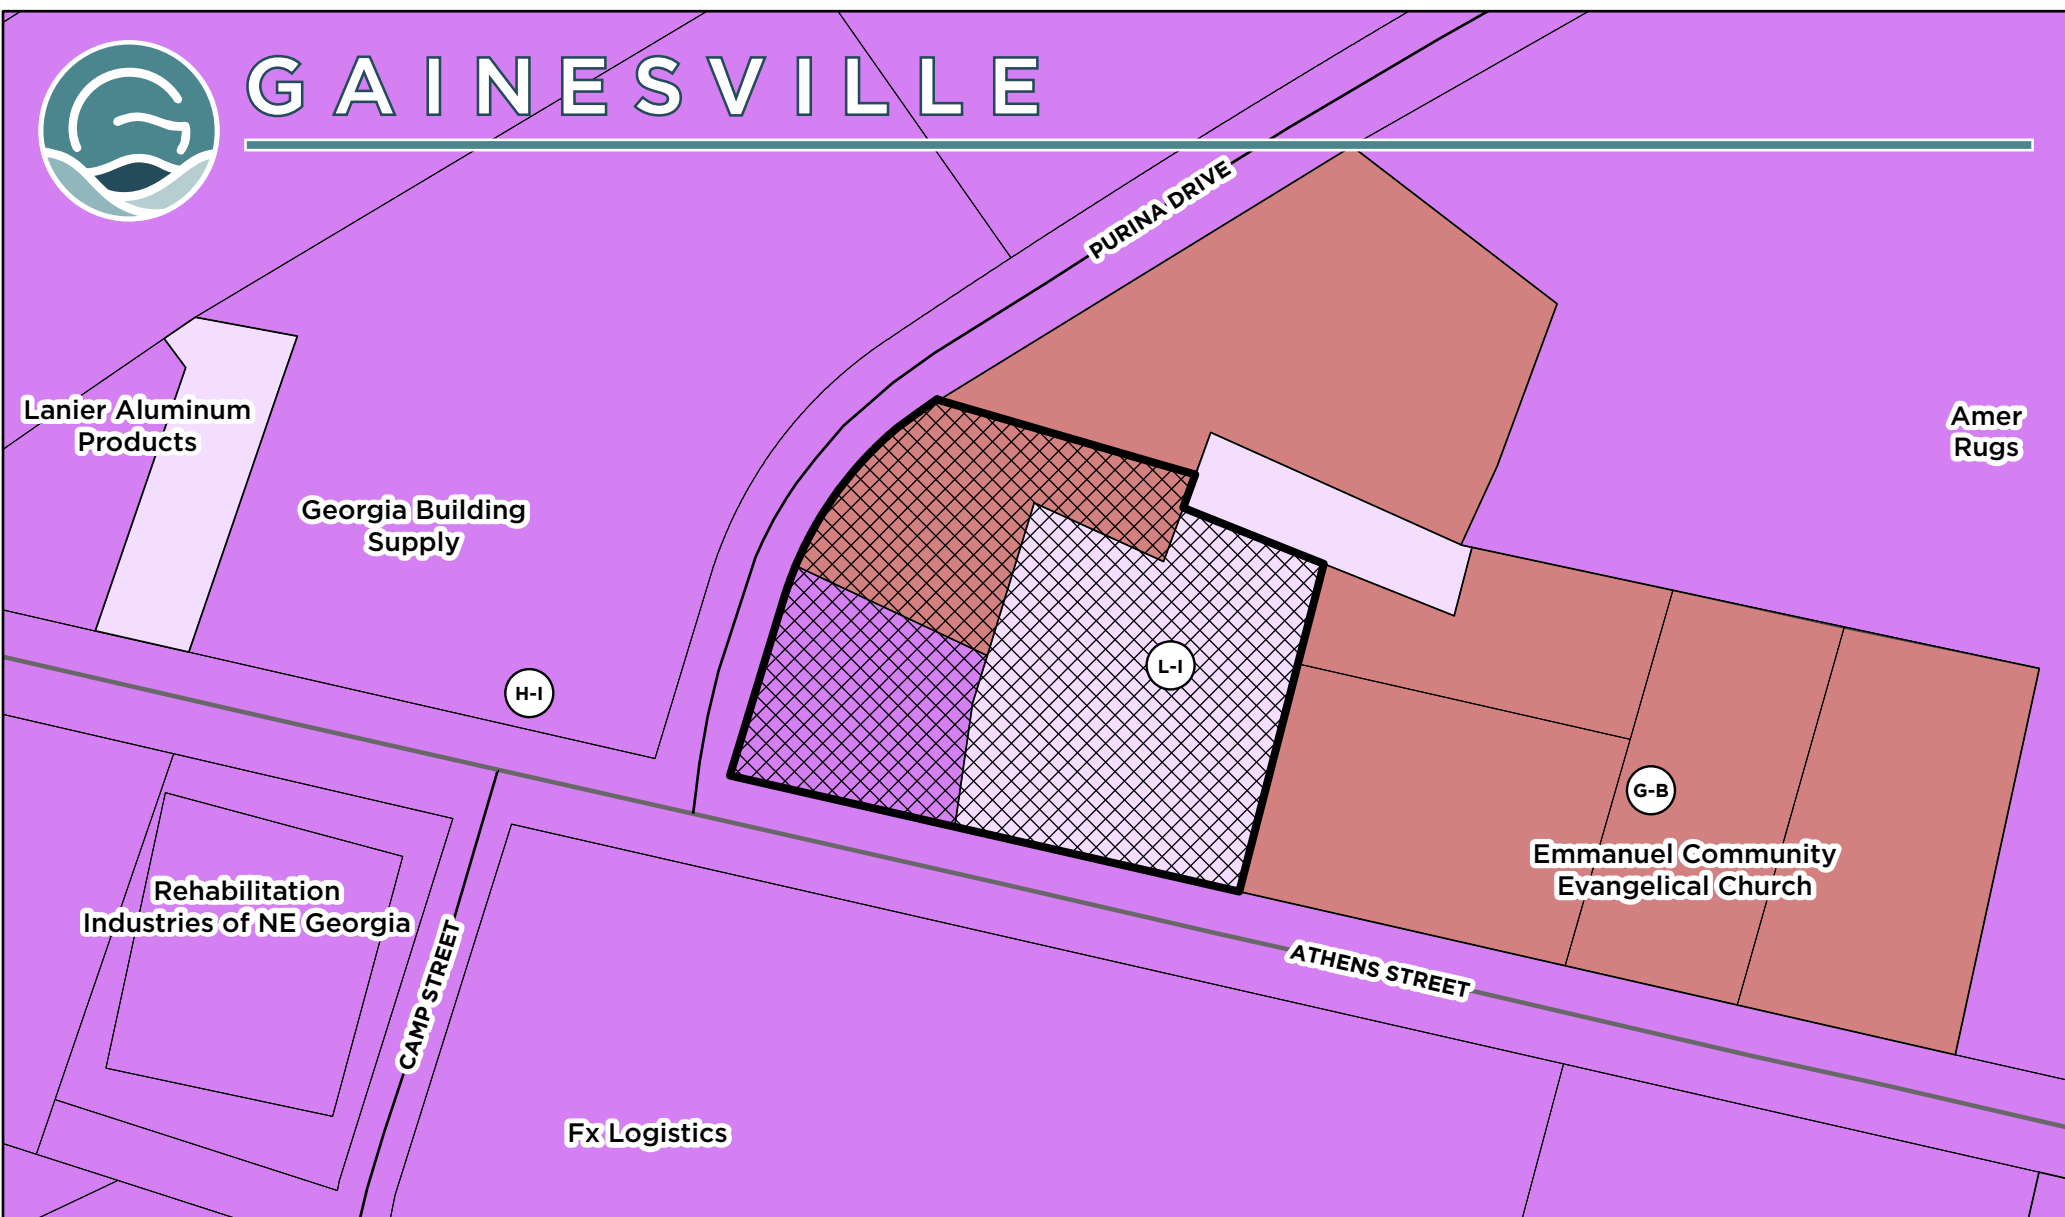 GAINESVILLE
PURINA DRIVE
Lanier Aluminum
Products
Amer
Rugs
Georgia Building
Supply
L-I
H-I
G-B
Emmanuel Community
Evangelical Church
Rehabilitation
Industries of NE Georgia
CAMP STREET
ATHENS STREET
Fx Logistics